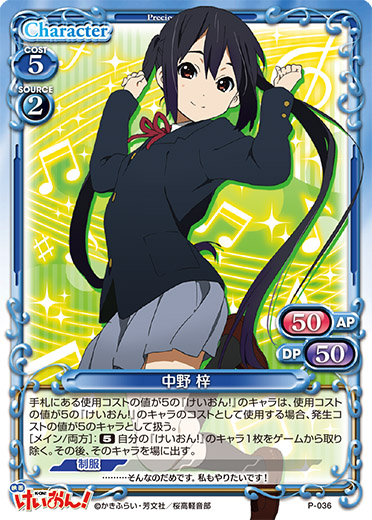 Precious
Character
COST
5
SOURCE
2
50 AP
DP 50
中野 梓
手札にある使用コストの値が5の『けいおん!』のキャラは、使用コスト
の値が5の『けいおん!』のキャラのコストとして使用する場合、発生コ
ストの値が5のキャラとして扱う。
[メイン/両方]: 5 自分の『けいおん!』のキャラ1枚をゲームから取り
除く。その後、そのキャラを場に出す。
制服
………そんなのだめです。私もやりたいです!
映画
けいおん!
K-ON!
©かきふらい・芳文社/桜高軽音部
P-036